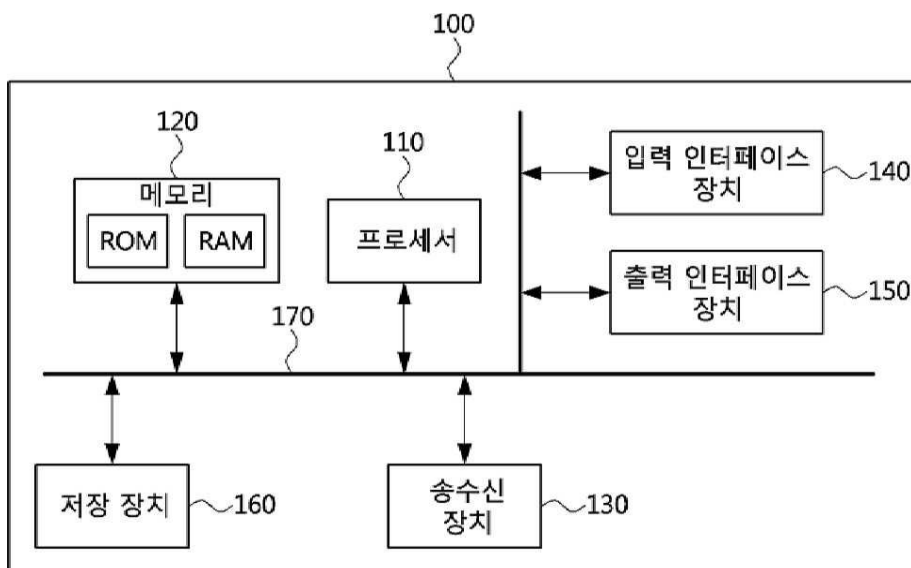 100
120
110
메모리
ROM
RAM
프로세서
입력 인터페이스
장치
140
출력 인터페이스
장치
150
170
저장 장치
160
송수신
장치
130